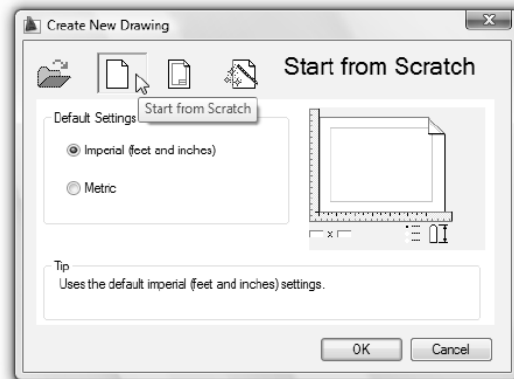 Create New Drawing
Start from Scratch
Start from Scratch
Default Settings
Imperial (feet and inches)
Metric
Tip
Uses the default imperial (feet and inches) settings.
OK
Cancel